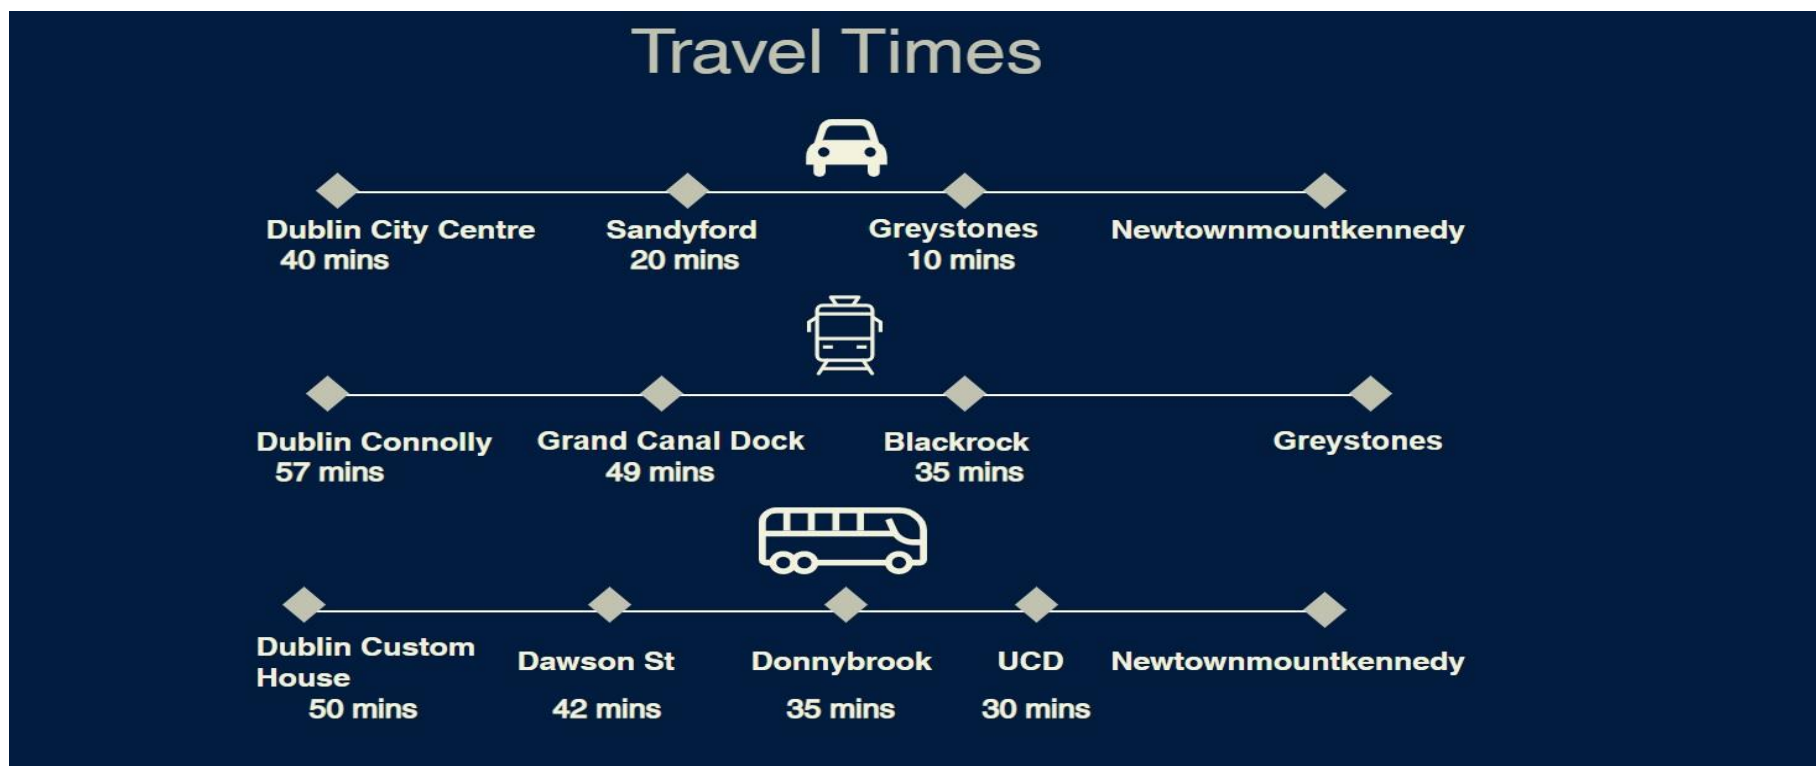 Travel Times
Dublin City Centre Sandyford Greystones Newtownmountkennedy
40 mins 20 mins 10 mins
Dublin Connolly Grand Canal Dock Blackrock Greystones
57 mins 49 mins 35 mins
Dublin Custom House Dawson St Donnybrook UCD Newtownmountkennedy
50 mins 42 mins 35 mins 30 mins